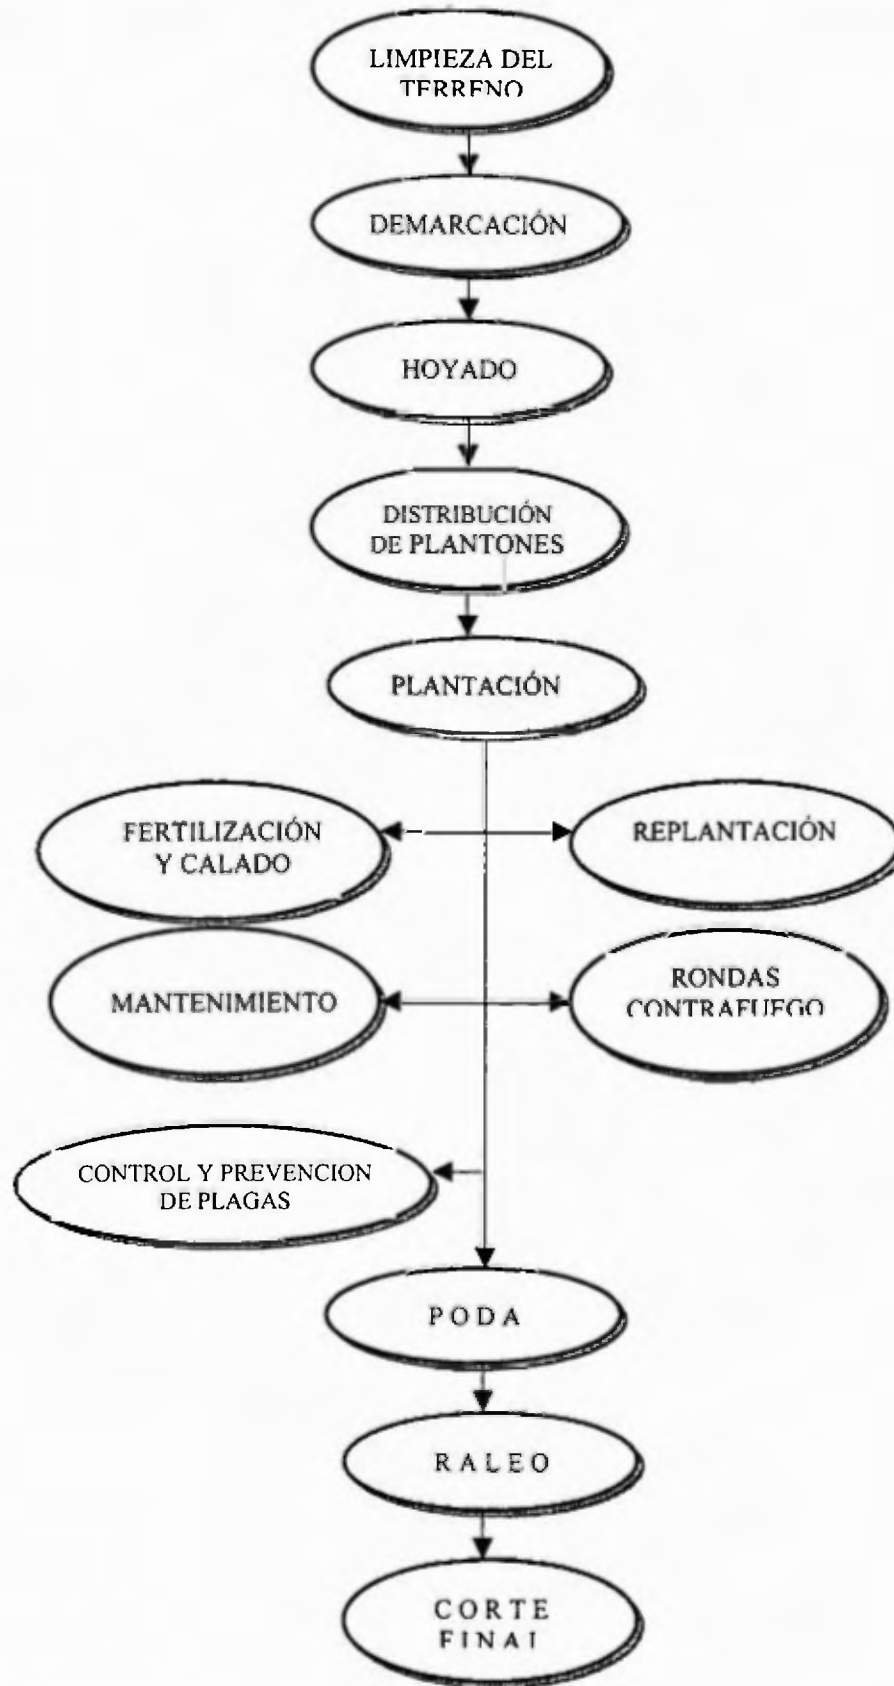 LIMPIEZA DEL
TERRENO
DEMARCACIÓN
HOYADO
DISTRIBUCIÓN
DE PLANTONES
PLANTACIÓN
FERTILIZACIÓN
Y CALADO
REPLANTACIÓN
MANTENIMIENTO
RONDAS
CONTRAFUEGO
CONTROL Y PREVENCION
DE PLAGAS
PODA
RALEO
CORTE
FINAL